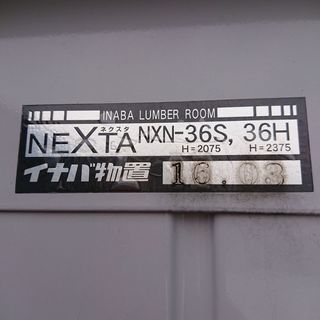 INABA LUMBER ROOM
ネクスタ
NEXTA NXN-36S, 36H
H=2075 H=2375
イナバ物置 16.03